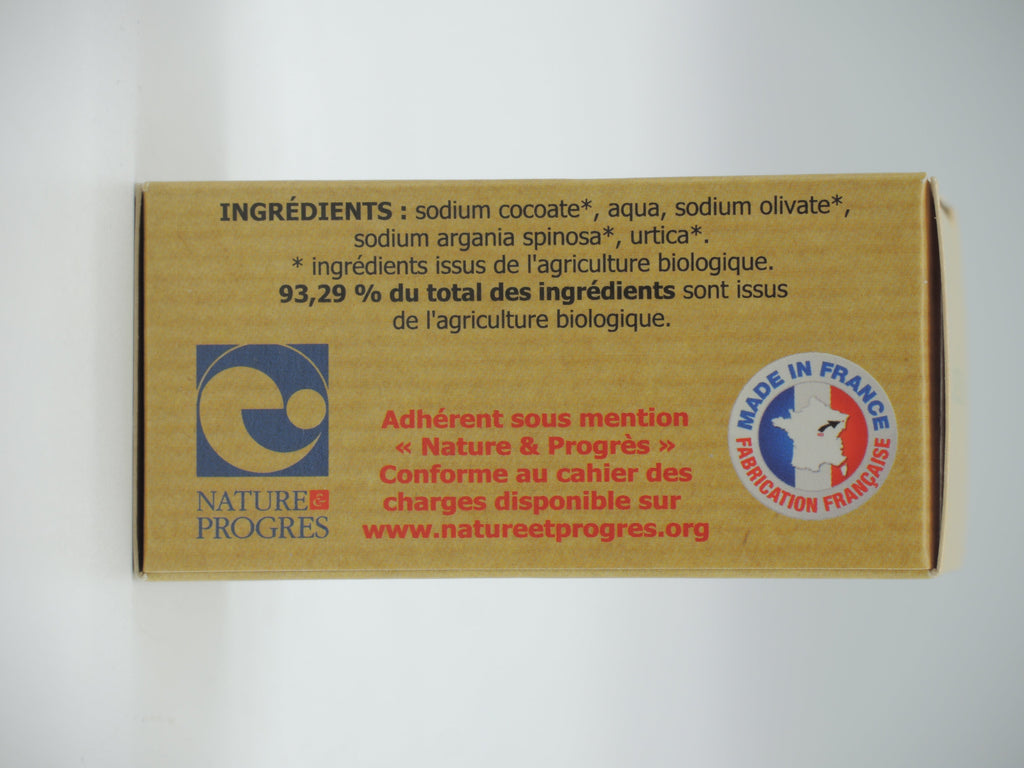 INGRÉDIENTS : sodium cocoate*, aqua, sodium olivate*,
sodium argania spinosa*, urtica*.
* ingrédients issus de l'agriculture biologique.
93,29 % du total des ingrédients sont issus
de l'agriculture biologique.
NATURE &
PROGRES
Adhérent sous mention
« Nature & Progrès »
Conforme au cahier des
charges disponible sur
www.natureetprogres.org
MADE IN FRANCE
FABRICATION FRANÇAISE